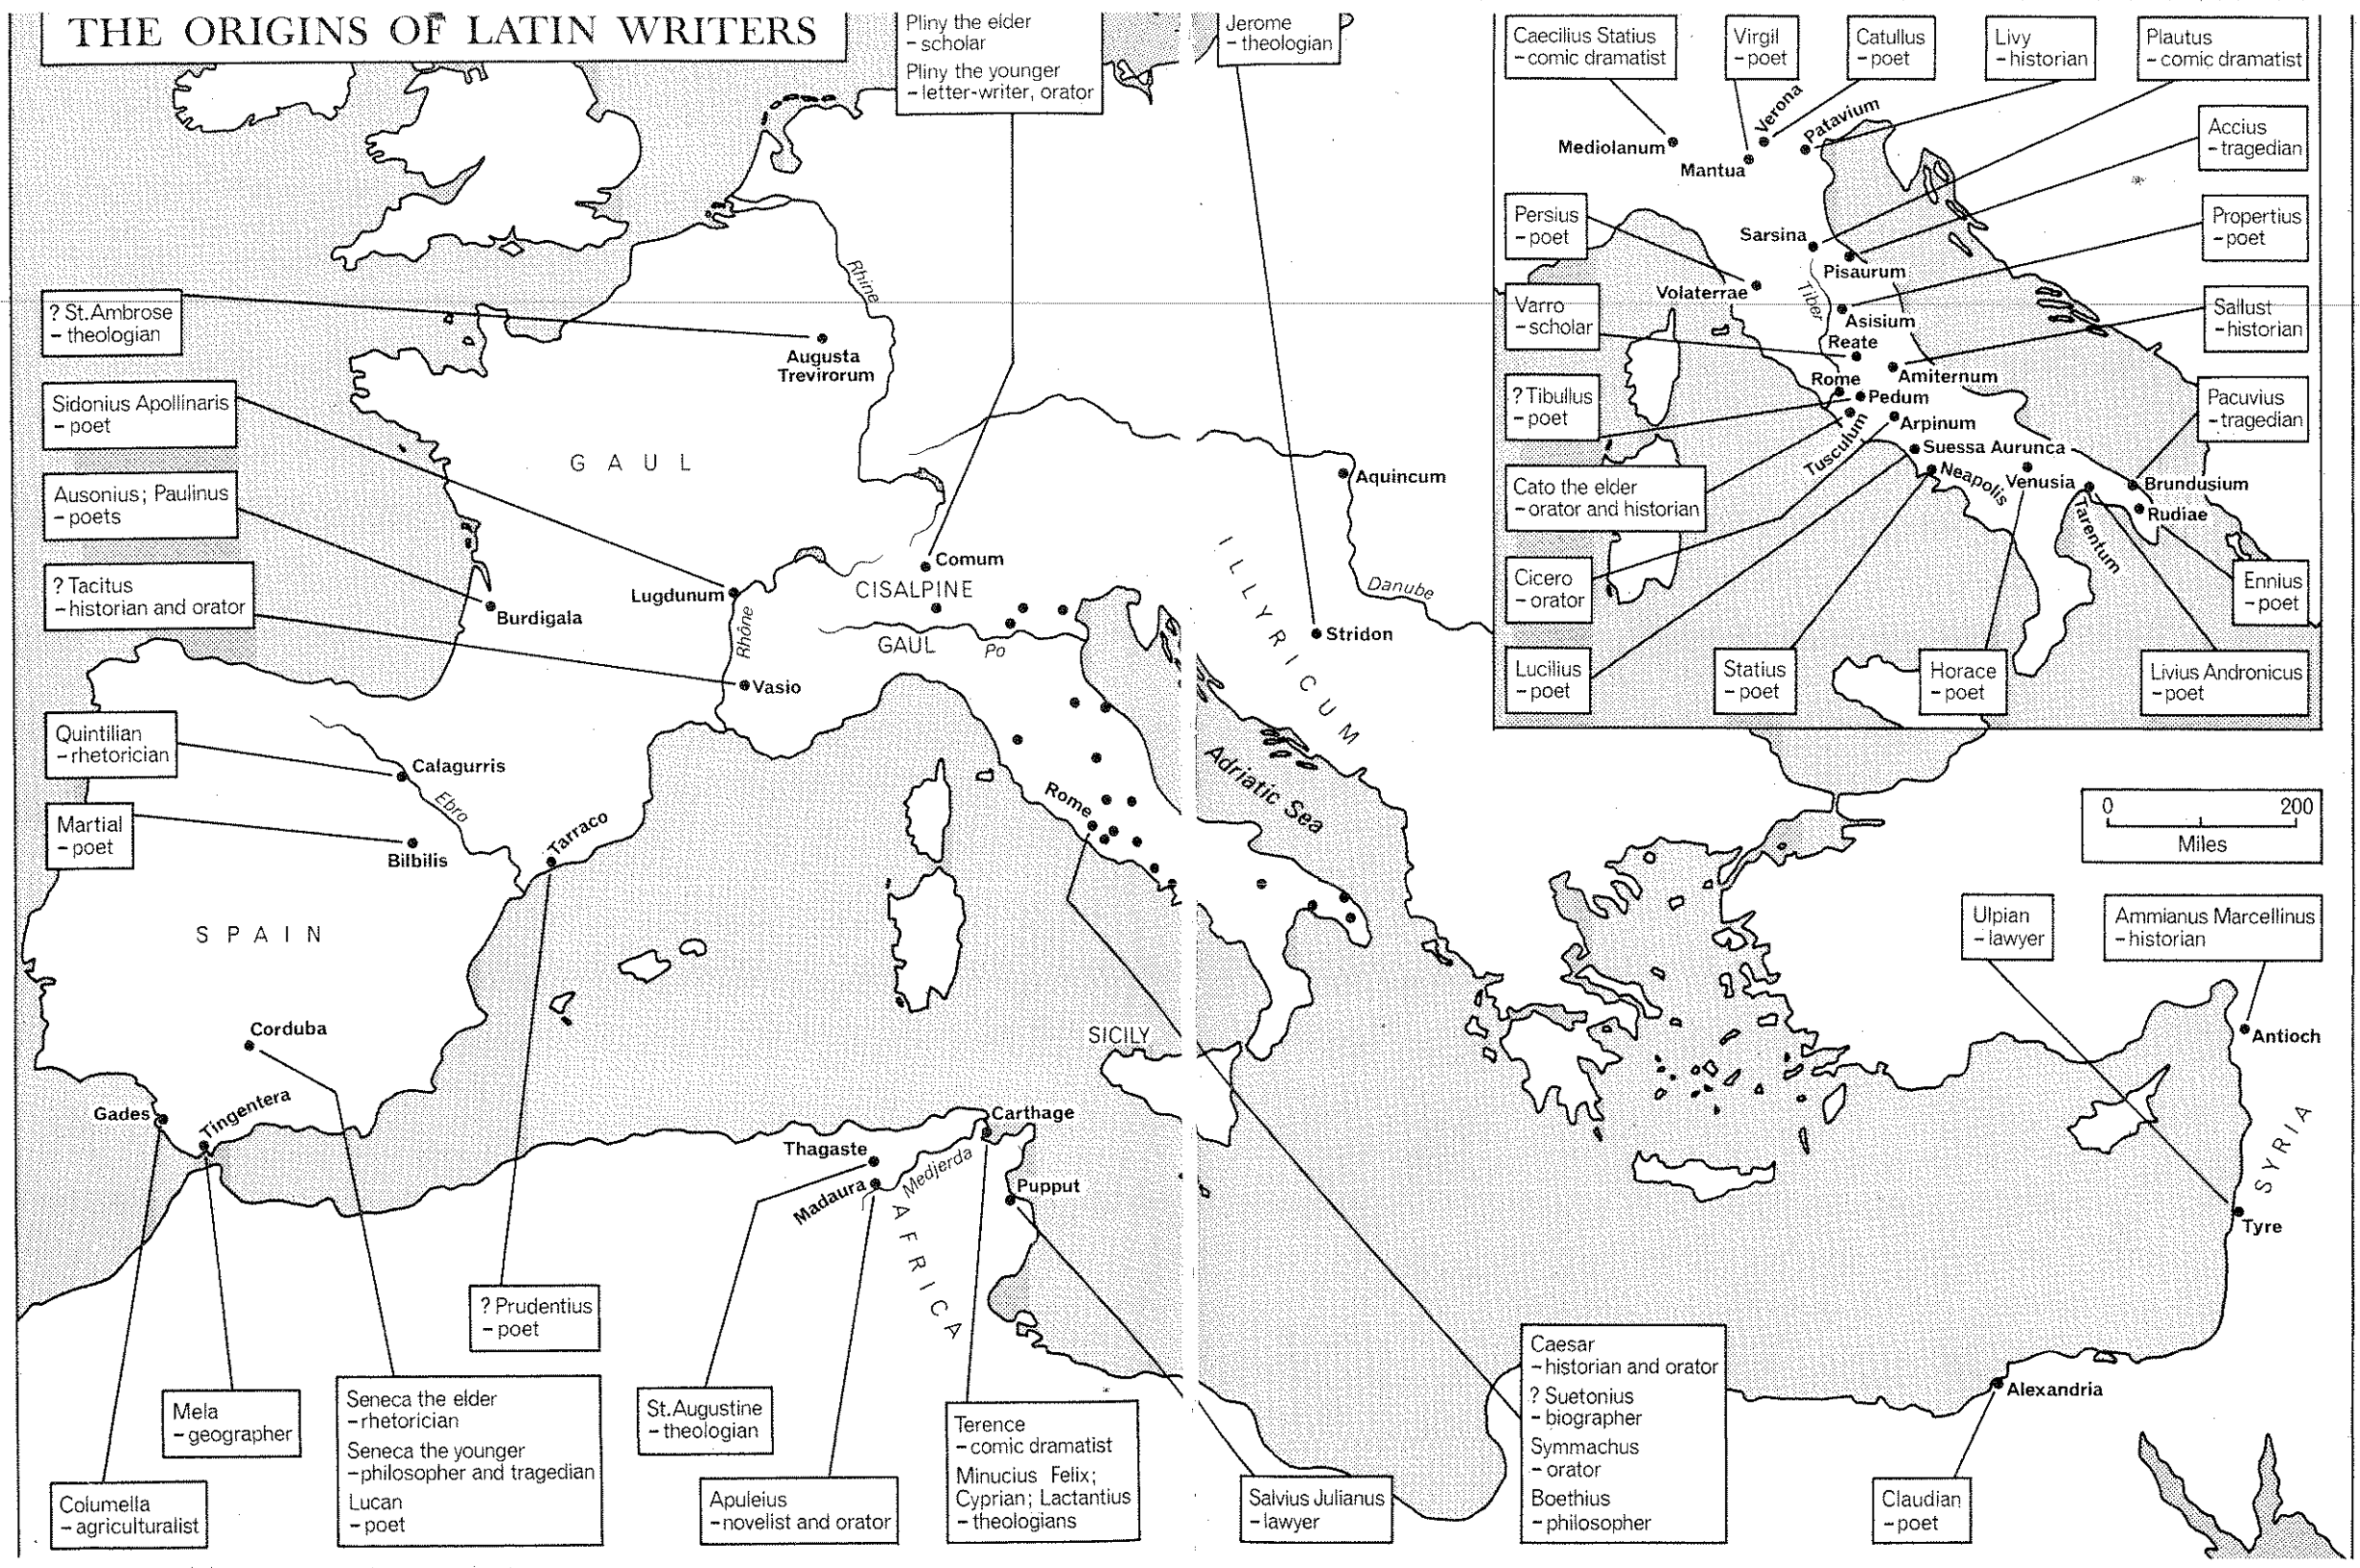 THE ORIGINS OF LATIN WRITERS
Pliny the elder
– scholar
Pliny the younger
– letter-writer, orator
Jerome
– theologian
? St. Ambrose
– theologian
Sidonius Apollinaris
– poet
Ausonius; Paulinus
– poets
? Tacitus
– historian and orator
Quintilian
– rhetorician
Martial
– poet
Augusta
Trevirorum
Rhine
GAUL
Lugdunum
Burdigala
Rhône
Vasio
Comum
CISALPINE
GAUL
Po
Aquincum
Danube
ILLYRICUM
Stridon
Adriatic Sea
Rome
Calagurris
Ebro
Bilbilis
Tarraco
SPAIN
Corduba
Gades
Tingentera
SICILY
Carthage
Thagaste
Madaura
Medjerda
Pupput
AFRICA
Columella
– agriculturalist
Mela
– geographer
Seneca the elder
– rhetorician
Seneca the younger
– philosopher and tragedian
Lucan
– poet
? Prudentius
– poet
St. Augustine
– theologian
Apuleius
– novelist and orator
Terence
– comic dramatist
Minucius Felix;
Cyprian; Lactantius
– theologians
Salvius Julianus
– lawyer
Caesar
– historian and orator
? Suetonius
– biographer
Symmachus
– orator
Boethius
– philosopher
Claudian
– poet
Alexandria
Ulpian
– lawyer
Ammianus Marcellinus
– historian
Antioch
SYRIA
Tyre
0 200
Miles
Caecilius Statius
– comic dramatist
Virgil
– poet
Catullus
– poet
Livy
– historian
Plautus
– comic dramatist
Accius
– tragedian
Propertius
– poet
Sallust
– historian
Pacuvius
– tragedian
Ennius
– poet
Livius Andronicus
– poet
Horace
– poet
Statius
– poet
Lucilius
– poet
Cicero
– orator
Cato the elder
– orator and historian
? Tibullus
– poet
Varro
– scholar
Persius
– poet
Mediolanum
Mantua
Verona
Patavium
Sarsina
Pisaurum
Volaterrae
Tiber
Asisium
Reate
Rome
Amiternum
Pedum
Tusculum
Arpinum
Suessa Aurunca
Neapolis
Venusia
Brundusium
Tarentum
Rudiae